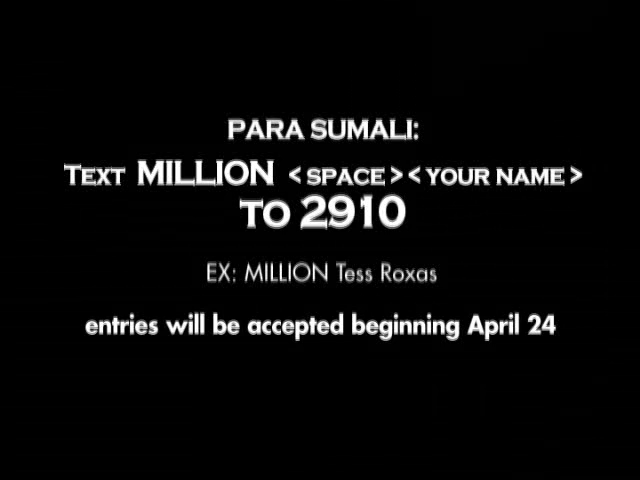 PARA SUMALI:
TEXT MILLION <SPACE><YOUR NAME>
TO 2910
EX: MILLION Tess Roxas
entries will be accepted beginning April 24